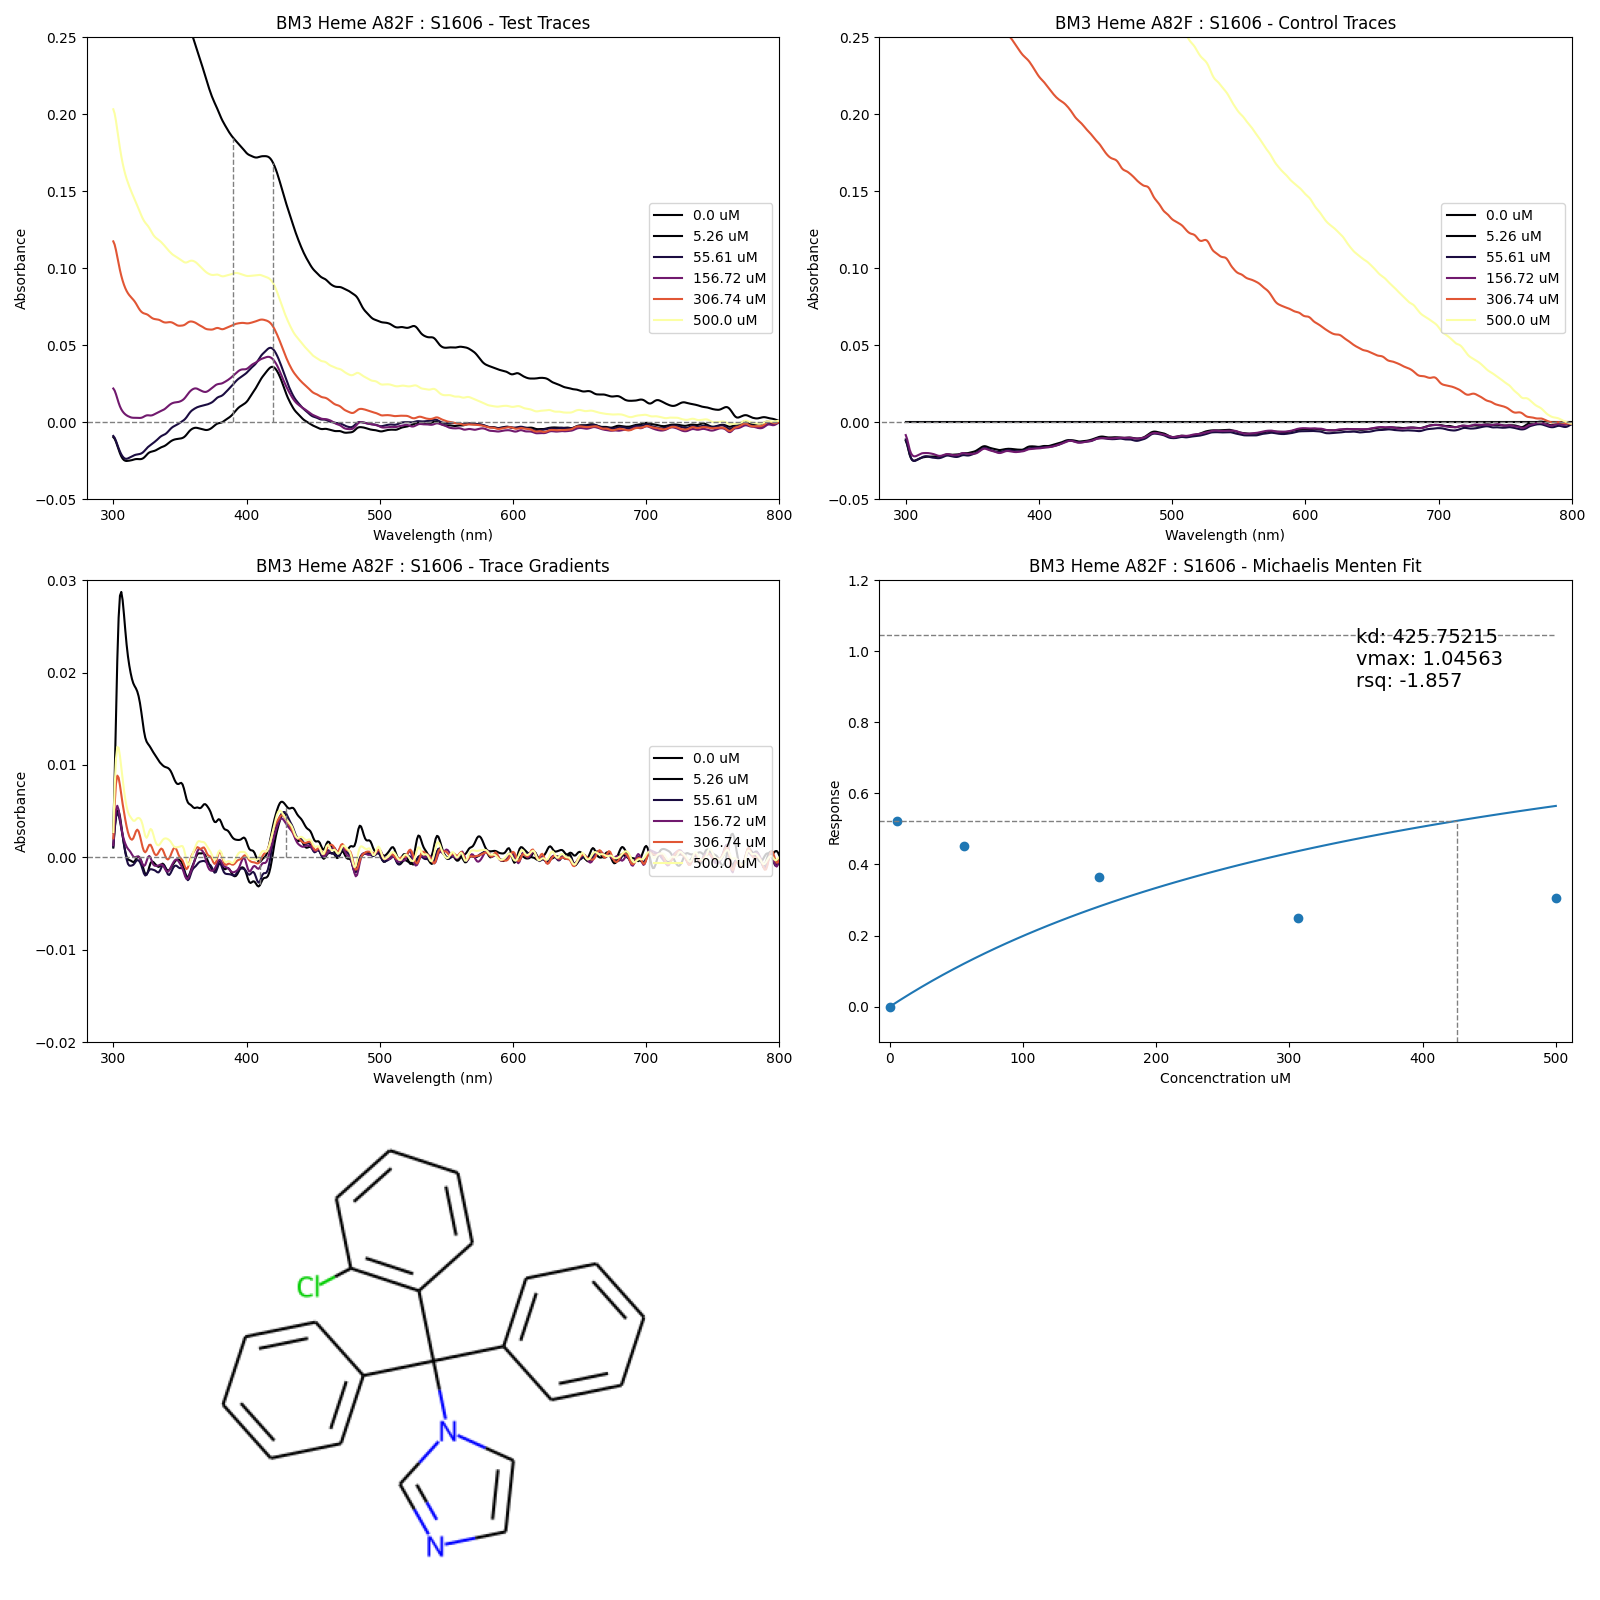 BM3 Heme A82F : S1606 - Test Traces
0.25
0.20
0.15
0.10
0.05
0.00
−0.05
Absorbance
300
400
500
600
700
800
Wavelength (nm)
0.0 uM
5.26 uM
55.61 uM
156.72 uM
306.74 uM
500.0 uM
BM3 Heme A82F : S1606 - Control Traces
0.25
0.20
0.15
0.10
0.05
0.00
−0.05
Absorbance
300
400
500
600
700
800
Wavelength (nm)
0.0 uM
5.26 uM
55.61 uM
156.72 uM
306.74 uM
500.0 uM
BM3 Heme A82F : S1606 - Trace Gradients
0.03
0.02
0.01
0.00
−0.01
−0.02
Absorbance
300
400
500
600
700
800
Wavelength (nm)
0.0 uM
5.26 uM
55.61 uM
156.72 uM
306.74 uM
500.0 uM
BM3 Heme A82F : S1606 - Michaelis Menten Fit
1.2
1.0
0.8
0.6
0.4
0.2
0.0
Response
kd: 425.75215
vmax: 1.04563
rsq: -1.857
0
100
200
300
400
500
Concenctration uM
Cl
N
N